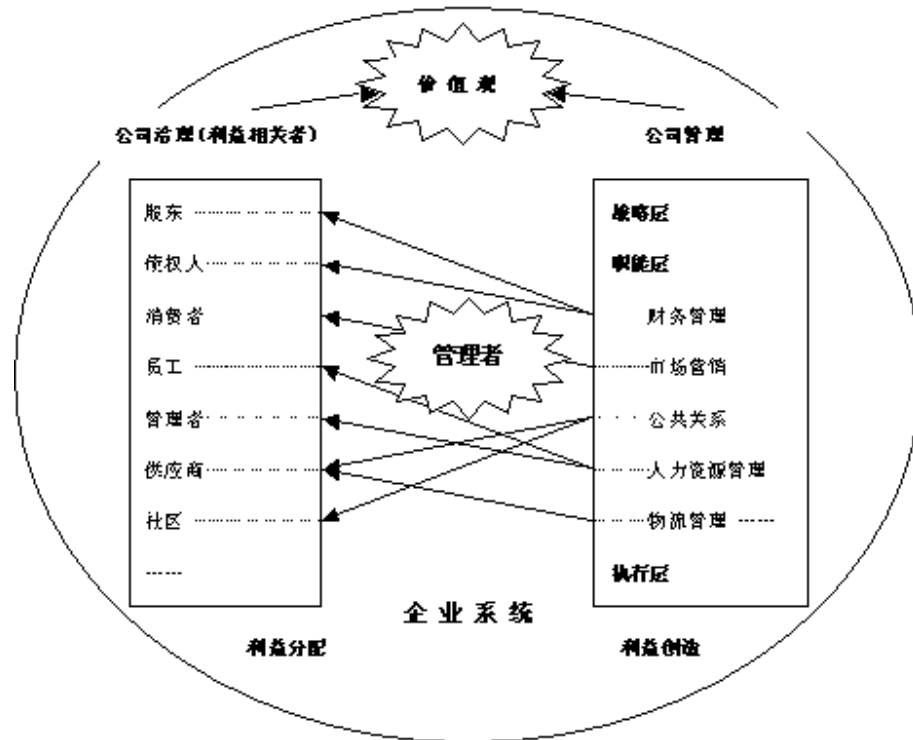 价值观
公司治理(利益相关者)
公司管理
股东
债权人
消费者
员工
管理者
供应商
社区
-----
管理者
战略层
职能层
财务管理
市场营销
公共关系
人力资源管理
物流管理 -----
执行层
企业系统
利益分配
利益创造